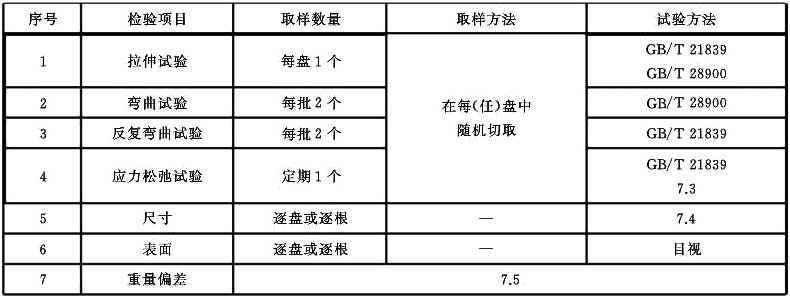 序号 检验项目 取样数量 取样方法 试验方法
1 拉伸试验 每盘1个 在每(任)盘中随机切取 GB/T 21839
GB/T 28900
2 弯曲试验 每批2个 GB/T 28900
3 反复弯曲试验 每批2个 GB/T 21839
4 应力松弛试验 定期1个 GB/T 21839
7.3
5 尺寸 逐盘或逐根 — 7.4
6 表面 逐盘或逐根 — 目视
7 重量偏差 7.5